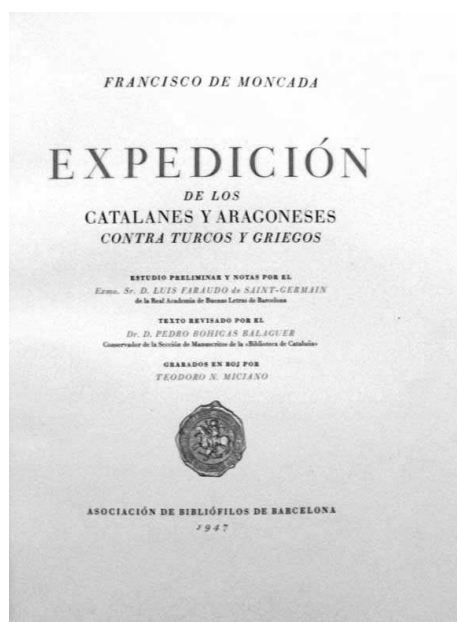 FRANCISCO DE MONCADA
EXPEDICIÓN
DE LOS
CATALANES Y ARAGONESES
CONTRA TURCOS Y GRIEGOS
ESTUDIO PRELIMINAR Y NOTAS POR EL
Exmo. Sr. D. LUIS FARAUDO de SAINT-GERMAIN
de la Real Academia de Buenas Letras de Barcelona
TEXTO REVISADO POR EL
Dr. D. PEDRO BOHIGAS BALAGUER
Conservador de la Sección de Manuscritos de la «Biblioteca de Cataluña»
GRABADOS EN BOJ POR
TEODORO N. MICIANO
ASOCIACIÓN DE BIBLIÓFILOS DE BARCELONA
1947